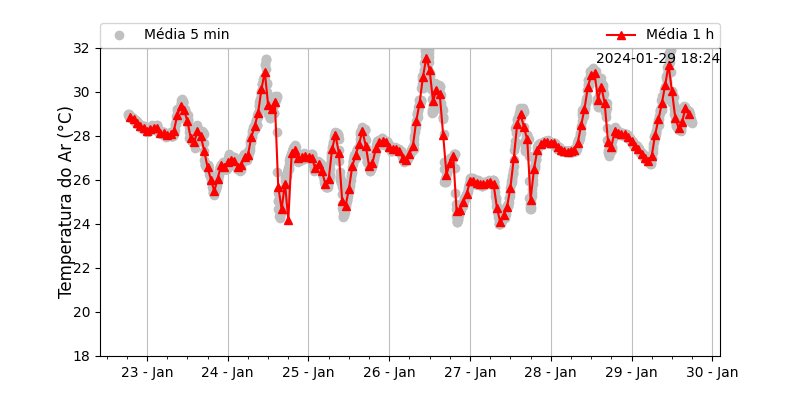 Média 5 min
Média 1 h
2024-01-29 18:24
Temperatura do Ar (°C)
32
30
28
26
24
22
20
18
23 - Jan
24 - Jan
25 - Jan
26 - Jan
27 - Jan
28 - Jan
29 - Jan
30 - Jan